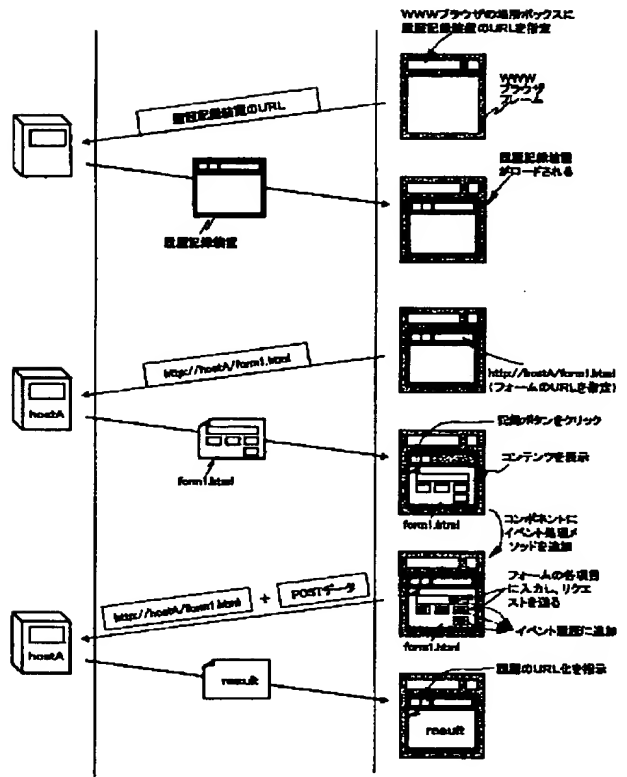 WWWブラウザの場所ボックスに
履歴記録装置のURLを指定
WWW
ブラウザ
フレーム
履歴記録装置のURL
履歴記録装置
がロードされる
履歴記録装置
http://hostA/form1.html
http://hostA/form1.html
(フォームのURLを指定)
hostA
記録ボタンをクリック
コンテンツを表示
form1.html
form1.html
コンポネントに
イベント処理メ
ソッドを追加
フォームの各項目
に入力し、リクエ
ストを送る
http://hostA/form1.html + POSTデータ
イベント履歴に追加
form1.html
hostA
履歴のURL化を指示
result
result